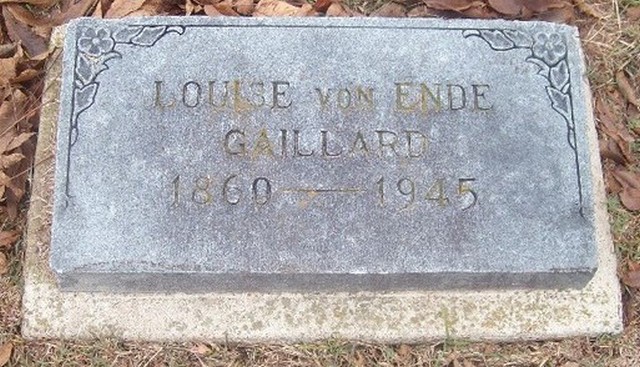 LOUISE VON ENDE
GAILLARD
1860 — 1945